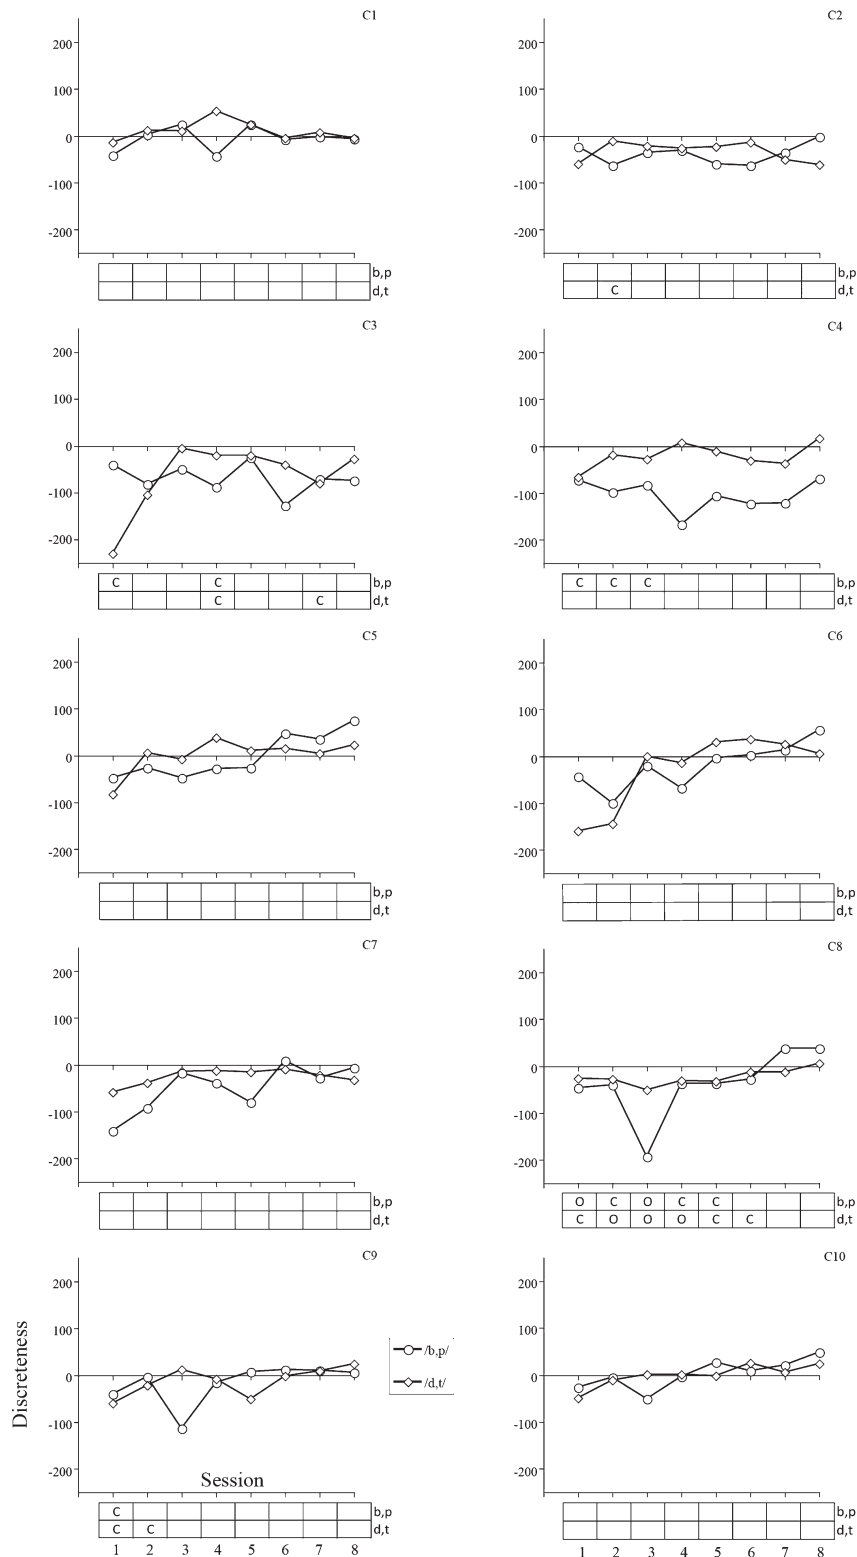 C1
200
100
0
-100
-200
b,p
d,t
C2
200
100
0
-100
-200
b,p
C d,t
C3
200
100
0
-100
-200
C C b,p
C C d,t
C4
200
100
0
-100
-200
C C C b,p
d,t
C5
200
100
0
-100
-200
b,p
d,t
C6
200
100
0
-100
-200
b,p
d,t
C7
200
100
0
-100
-200
b,p
d,t
C8
200
100
0
-100
-200
O C O C C b,p
C O O O C C d,t
C9
200
100
0
-100
-200
Discreteness
Session
C b,p
C C d,t
1 2 3 4 5 6 7 8
/b,p/
/d,t/
C10
200
100
0
-100
-200
b,p
d,t
1 2 3 4 5 6 7 8